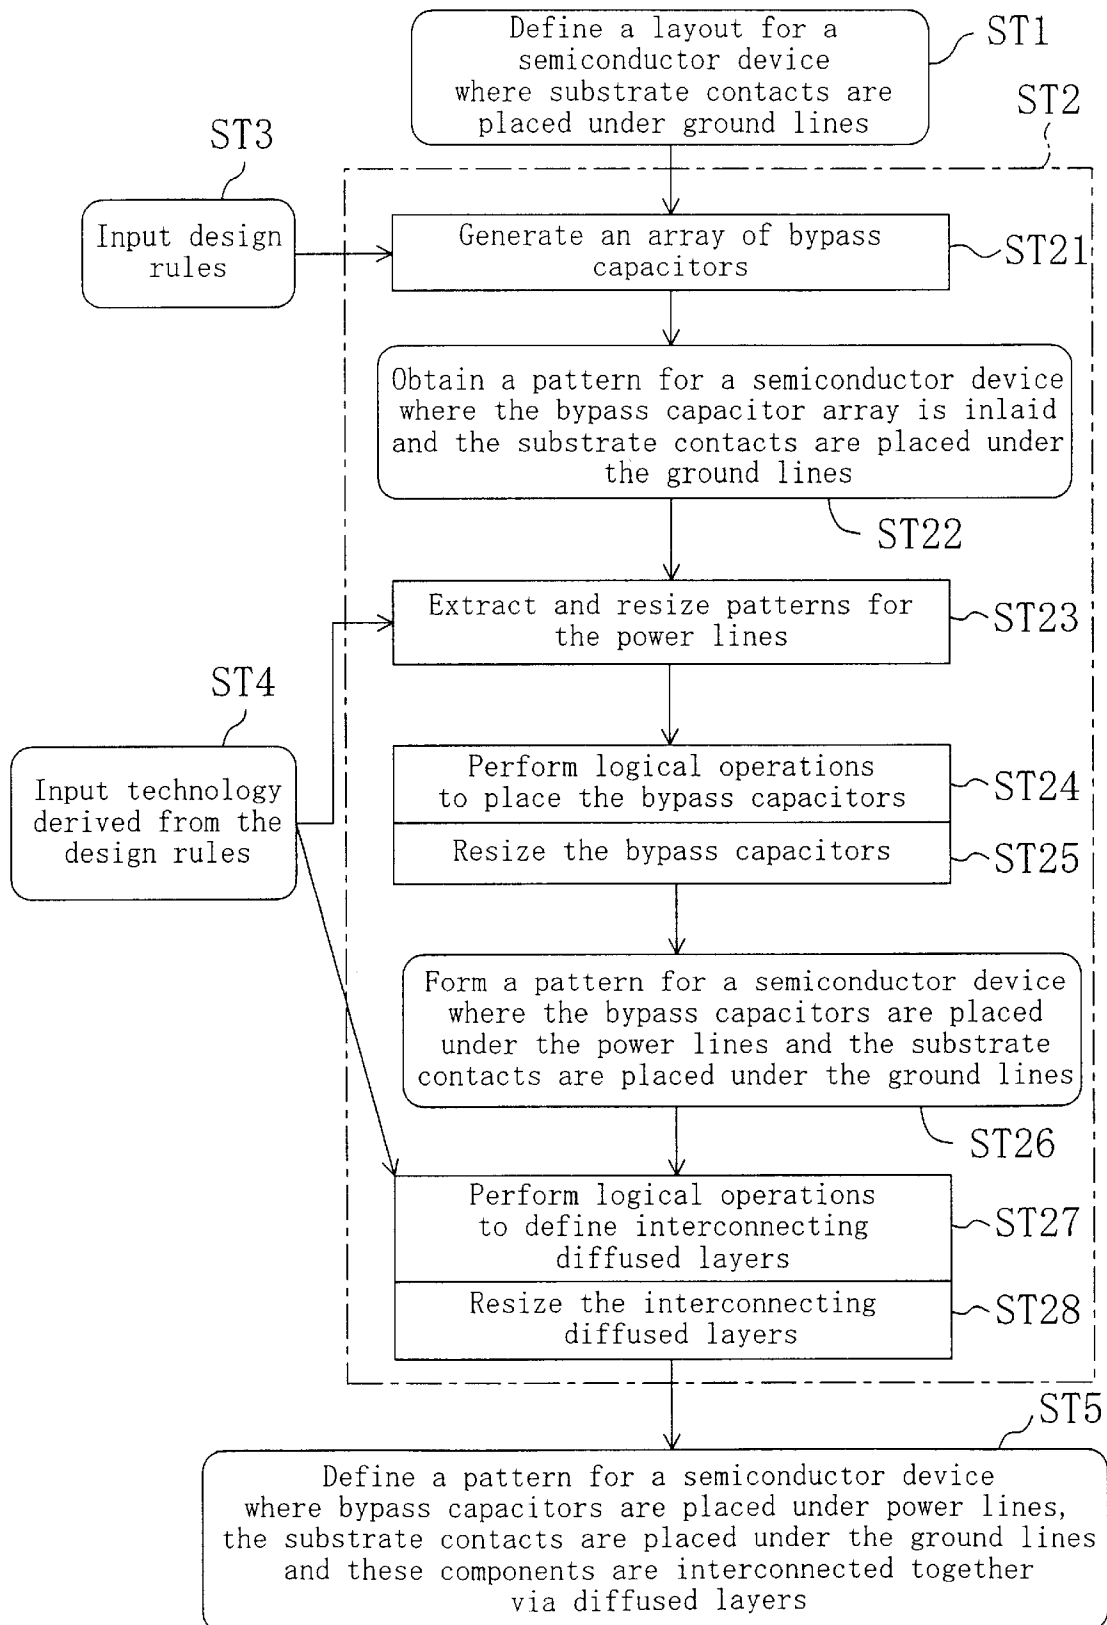 Define a layout for a
semiconductor device
where substrate contacts are
placed under ground lines
ST1
ST2
ST3
Input design
rules
Generate an array of bypass
capacitors
ST21
Obtain a pattern for a semiconductor device
where the bypass capacitor array is inlaid
and the substrate contacts are placed under
the ground lines
ST22
Extract and resize patterns for
the power lines
ST23
ST4
Input technology
derived from the
design rules
Perform logical operations
to place the bypass capacitors
ST24
Resize the bypass capacitors
ST25
Form a pattern for a semiconductor device
where the bypass capacitors are placed
under the power lines and the substrate
contacts are placed under the ground lines
ST26
Perform logical operations
to define interconnecting
diffused layers
ST27
Resize the interconnecting
diffused layers
ST28
ST5
Define a pattern for a semiconductor device
where bypass capacitors are placed under power lines,
the substrate contacts are placed under the ground lines
and these components are interconnected together
via diffused layers